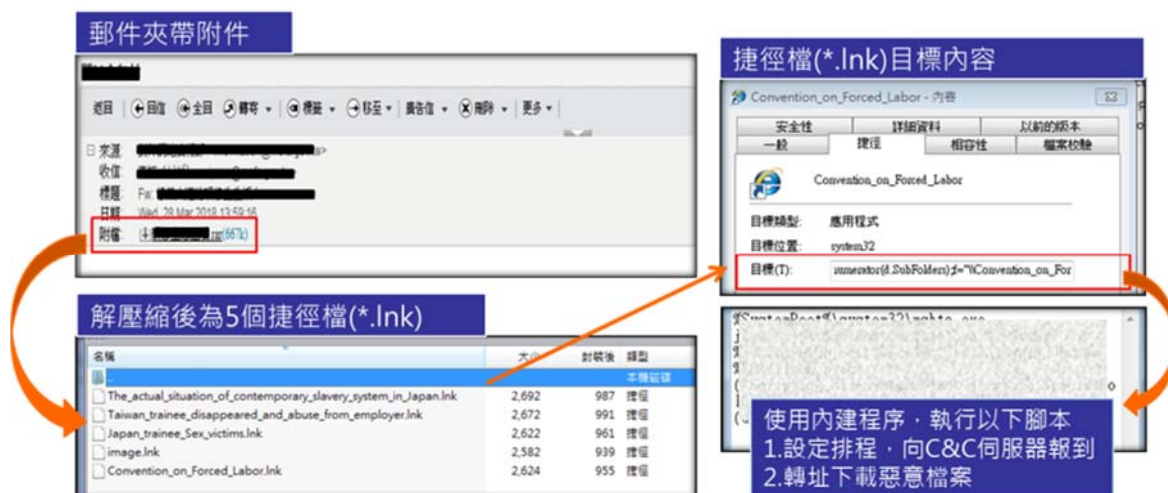 郵件夾帶附件
返回 回信 全回 轉寄 標籤 移至 廣告信 刪除 更多
來源:
收信:
標題: Fw:
日期: Wed, 28 Mar 2018 13:59:16
附檔: (667k)
解壓縮後為5個捷徑檔(*.lnk)
名稱 大小 封裝後 類型
.. 本機磁碟
The_actual_situation_of_contemporary_slavery_system_in_Japan.lnk 2,692 987 捷徑
Taiwan_trainee_disappeared_and_abuse_from_employer.lnk 2,672 991 捷徑
Japan_trainee_Sex_victims.lnk 2,622 961 捷徑
image.lnk 2,582 939 捷徑
Convention_on_Forced_Labor.lnk 2,624 955 捷徑
捷徑檔(*.lnk)目標內容
Convention_on_Forced_Labor - 內容
安全性 詳細資料 以前的版本
一般 捷徑 相容性 檔案校驗
Convention_on_Forced_Labor
目標類型: 應用程式
目標位置: system32
目標(T): numerator(d.SubFolders);f="\\Convention_on_For
%SystemRoot%\system32\mshta.exe
使用內建程序，執行以下腳本
1.設定排程，向C&C伺服器報到
2.轉址下載惡意檔案